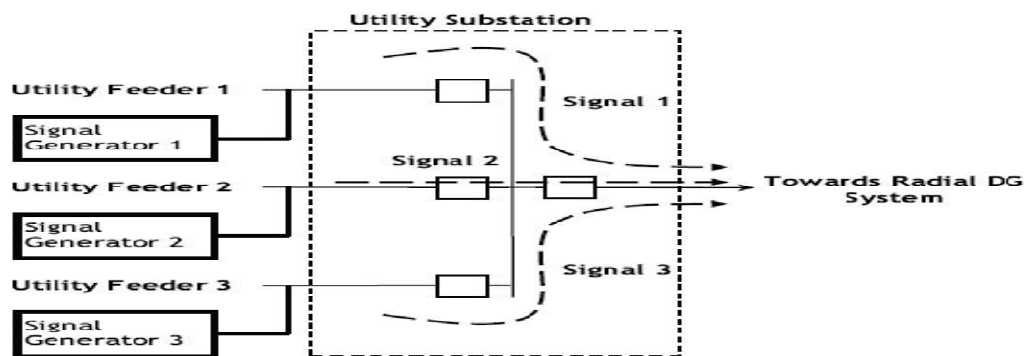 Utility Substation
Utility Feeder 1
Signal 1
Signal
Generator 1
Signal 2
Utility Feeder 2
Towards Radial DG
System
Signal
Generator 2
Signal 3
Utility Feeder 3
Signal
Generator 3